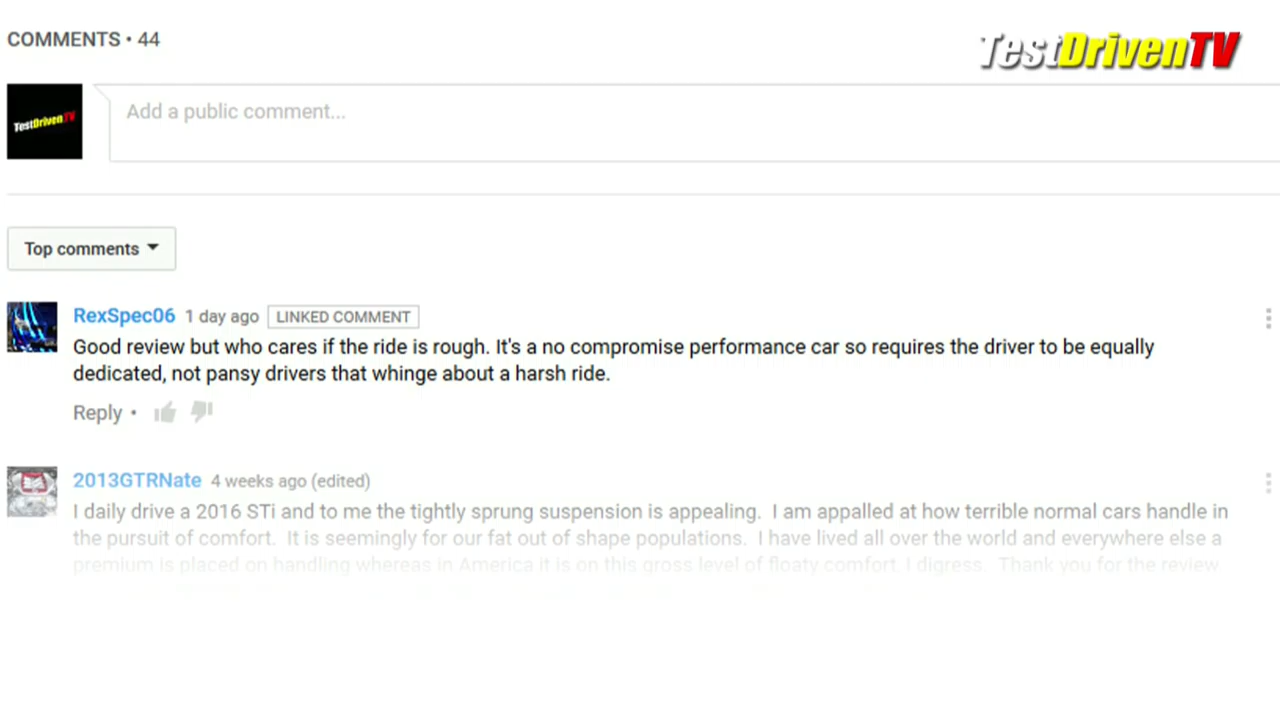 COMMENTS • 44
TestDrivenTV
TestDrivenTV
Add a public comment...
Top comments
RexSpec06 1 day ago LINKED COMMENT
Good review but who cares if the ride is rough. It's a no compromise performance car so requires the driver to be equally
dedicated, not pansy drivers that whinge about a harsh ride.
Reply •
2013GTRNate 4 weeks ago (edited)
I daily drive a 2016 STi and to me the tightly sprung suspension is appealing.  I am appalled at how terrible normal cars handle in
the pursuit of comfort.  It is seemingly for our fat out of shape populations.  I have lived all over the world and everywhere else a
premium is placed on handling whereas in America it is on this gross level of floaty comfort. I digress.  Thank you for the review